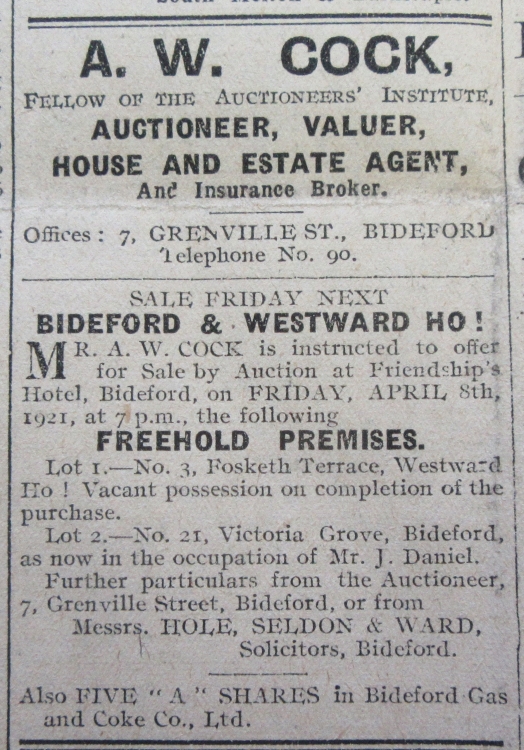 South Molton & Barnstaple.
A. W. COCK,
FELLOW OF THE AUCTIONEERS' INSTITUTE,
AUCTIONEER, VALUER,
HOUSE AND ESTATE AGENT,
And Insurance Broker.
Offices: 7, GRENVILLE ST., BIDEFORD
Telephone No. 90.
SALE FRIDAY NEXT
BIDEFORD & WESTWARD HO!
MR. A. W. COCK is instructed to offer
for Sale by Auction at Friendship's
Hotel, Bideford, on FRIDAY, APRIL 8th,
1921, at 7 p.m., the following
FREEHOLD PREMISES.
Lot 1.—No. 3, Fosketh Terrace, Westward
Ho! Vacant possession on completion of the
purchase.
Lot 2.—No. 21, Victoria Grove, Bideford,
as now in the occupation of Mr. J. Daniel.
Further particulars from the Auctioneer,
7, Grenville Street, Bideford, or from
Messrs. HOLE, SELDON & WARD,
Solicitors, Bideford.
Also FIVE "A" SHARES in Bideford Gas
and Coke Co., Ltd.